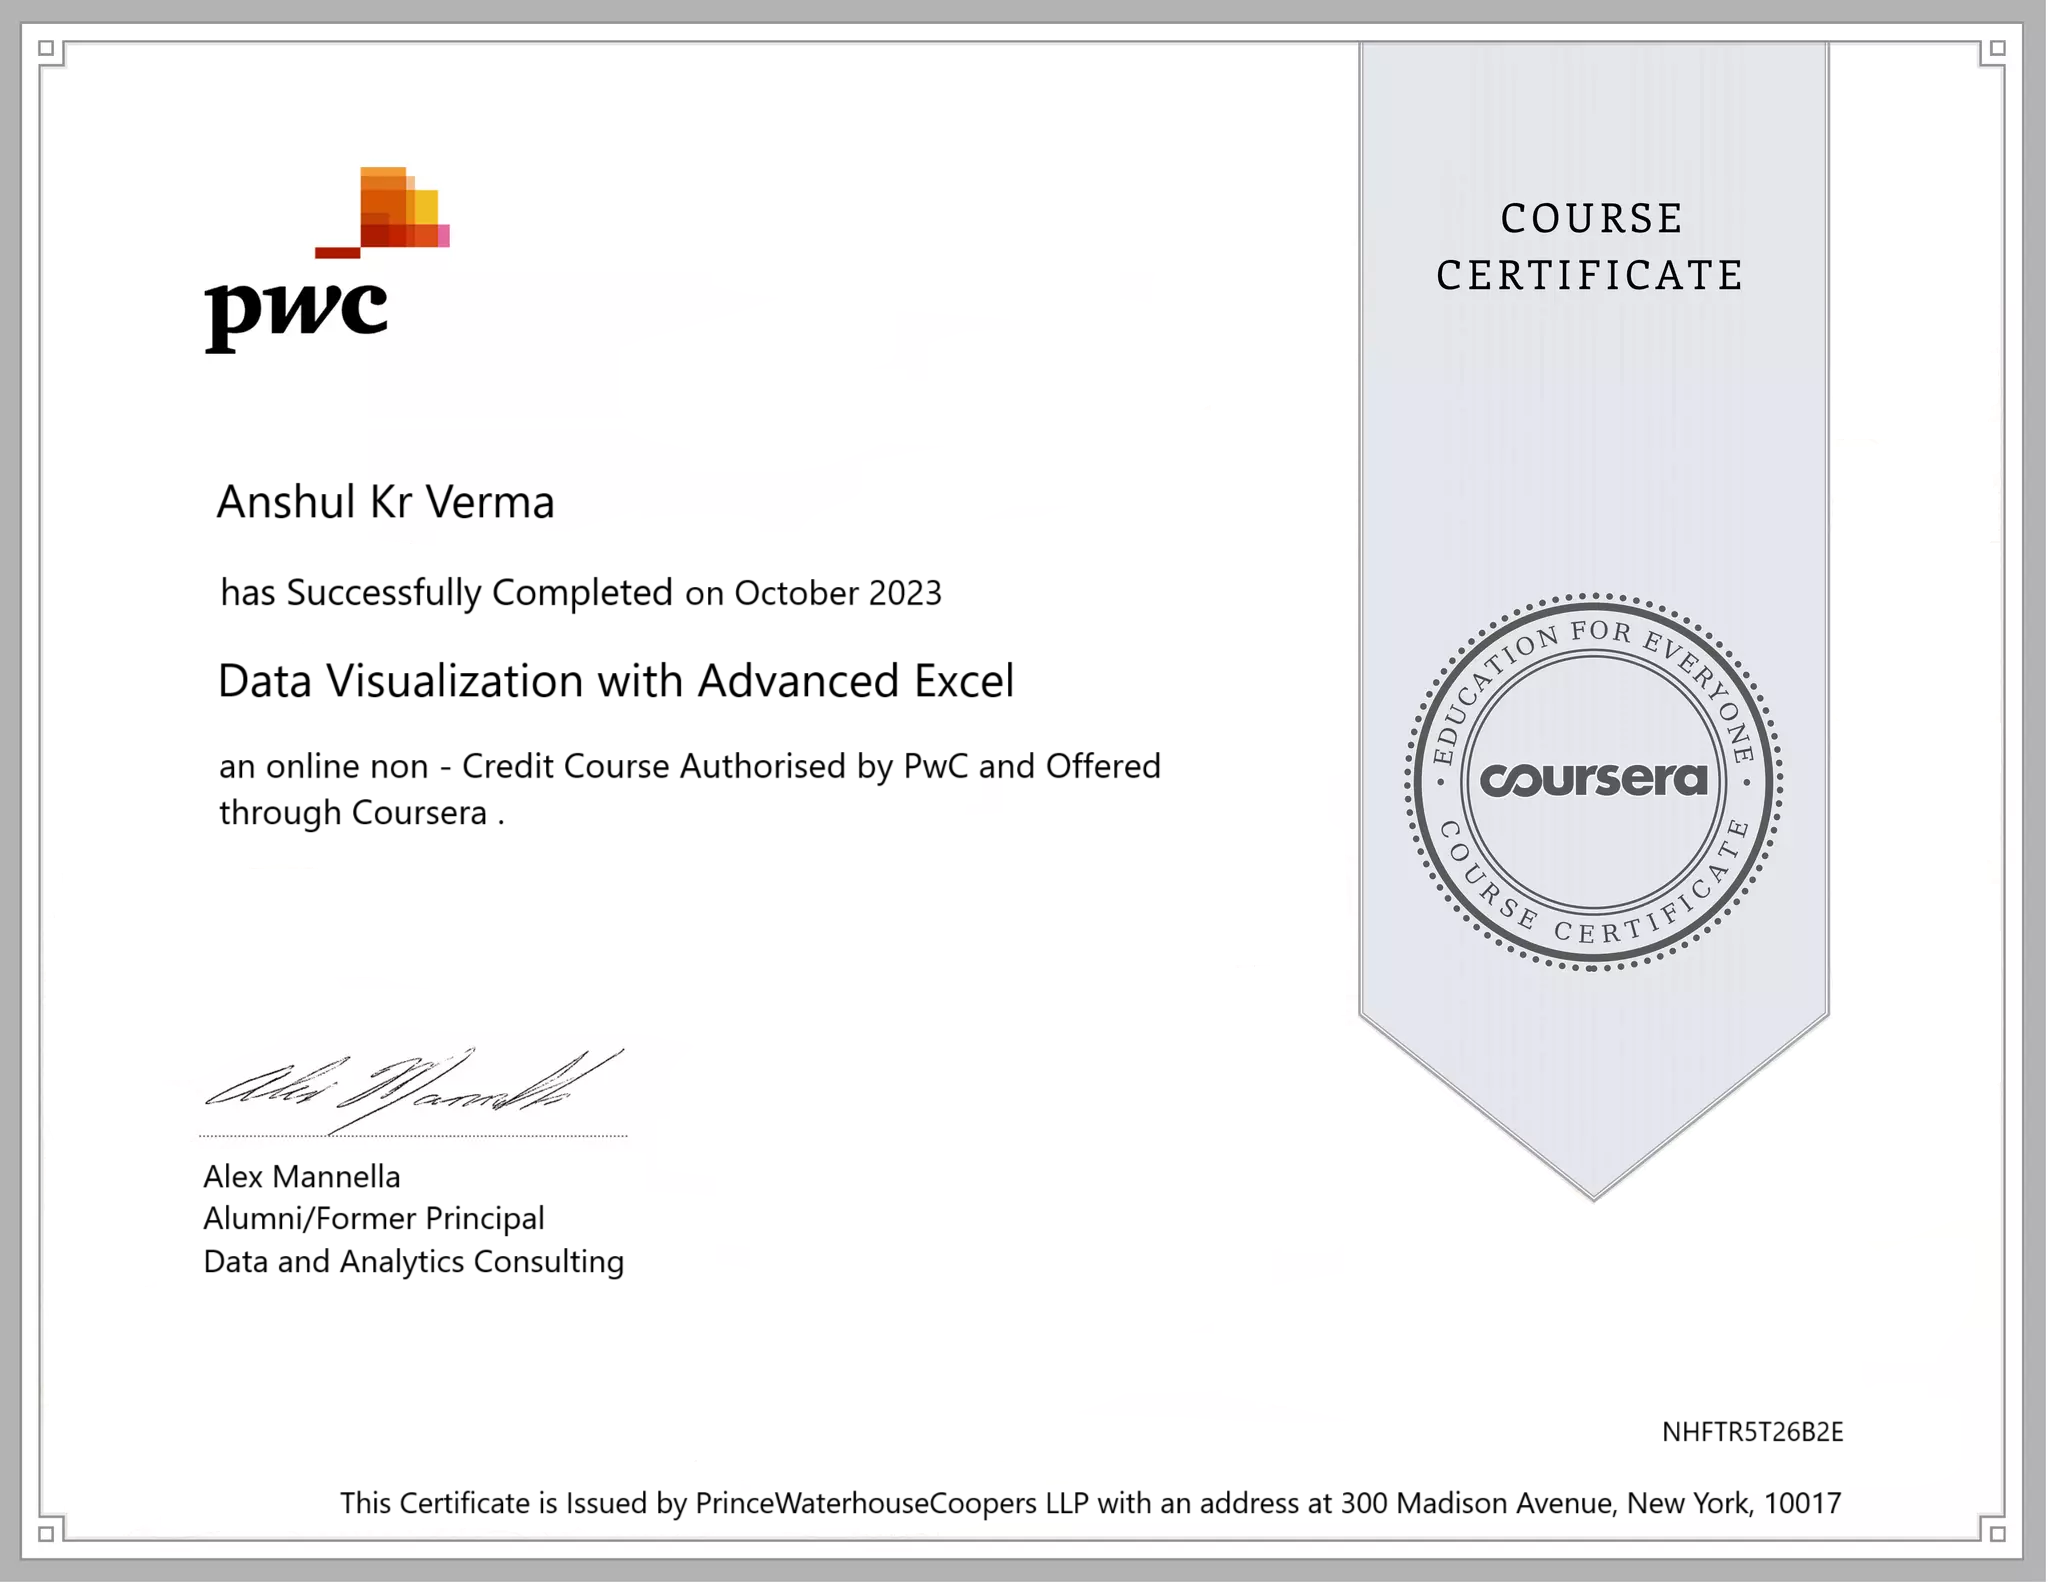 pwc
COURSE
CERTIFICATE
Anshul Kr Verma
has Successfully Completed on October 2023
Data Visualization with Advanced Excel
an online non - Credit Course Authorised by PwC and Offered
through Coursera .
EDUCATION FOR EVERYONE
coursera
COURSE CERTIFICATE
Alex Mannella
Alex Mannella
Alumni/Former Principal
Data and Analytics Consulting
NHFTR5T26B2E
This Certificate is Issued by PrinceWaterhouseCoopers LLP with an address at 300 Madison Avenue, New York, 10017